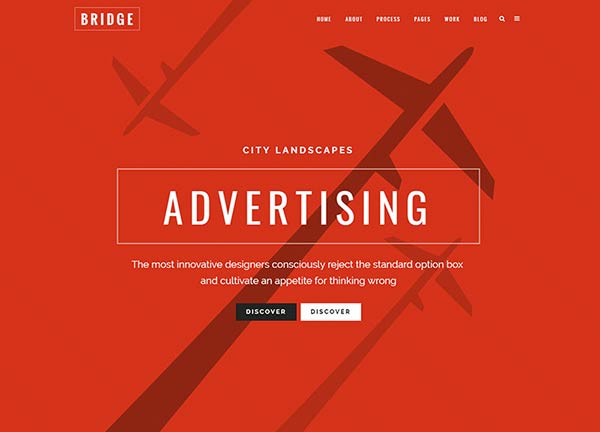 BRIDGE
HOME ABOUT PROCESS PAGES WORK BLOG
CITY LANDSCAPES
ADVERTISING
The most innovative designers consciously reject the standard option box
and cultivate an appetite for thinking wrong
DISCOVER DISCOVER